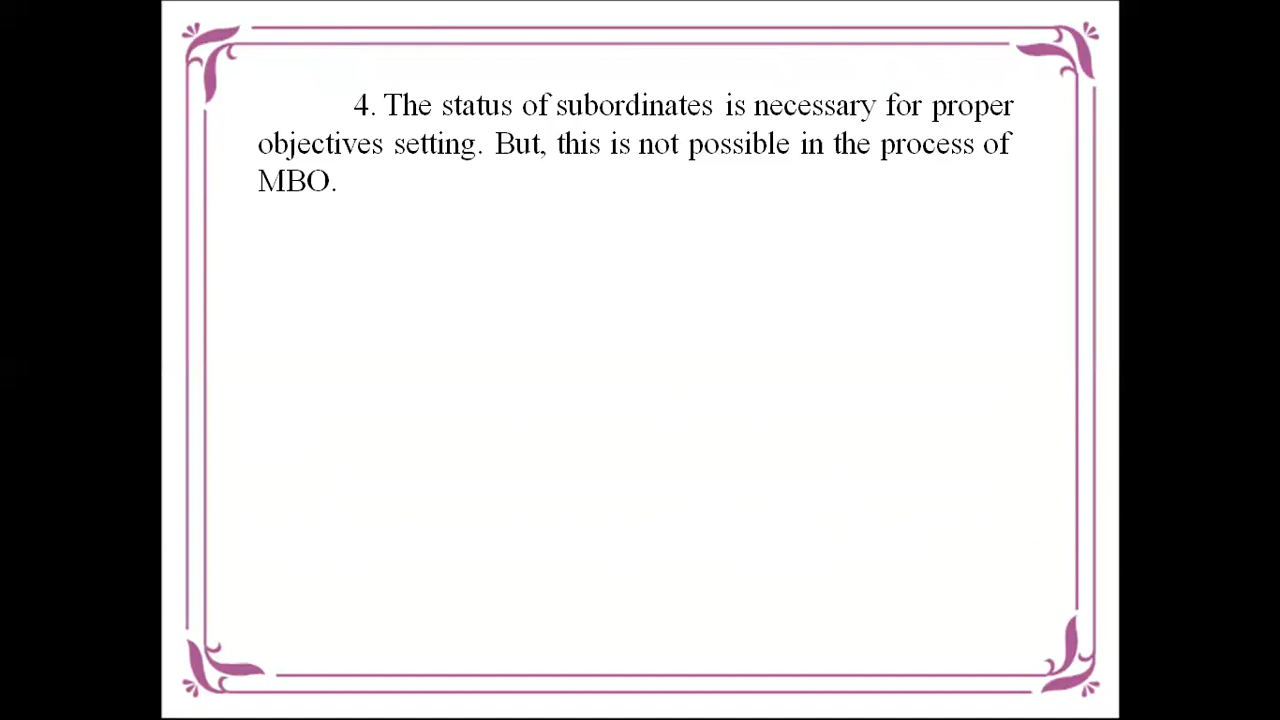 4. The status of subordinates is necessary for proper
objectives setting. But, this is not possible in the process of
MBO.